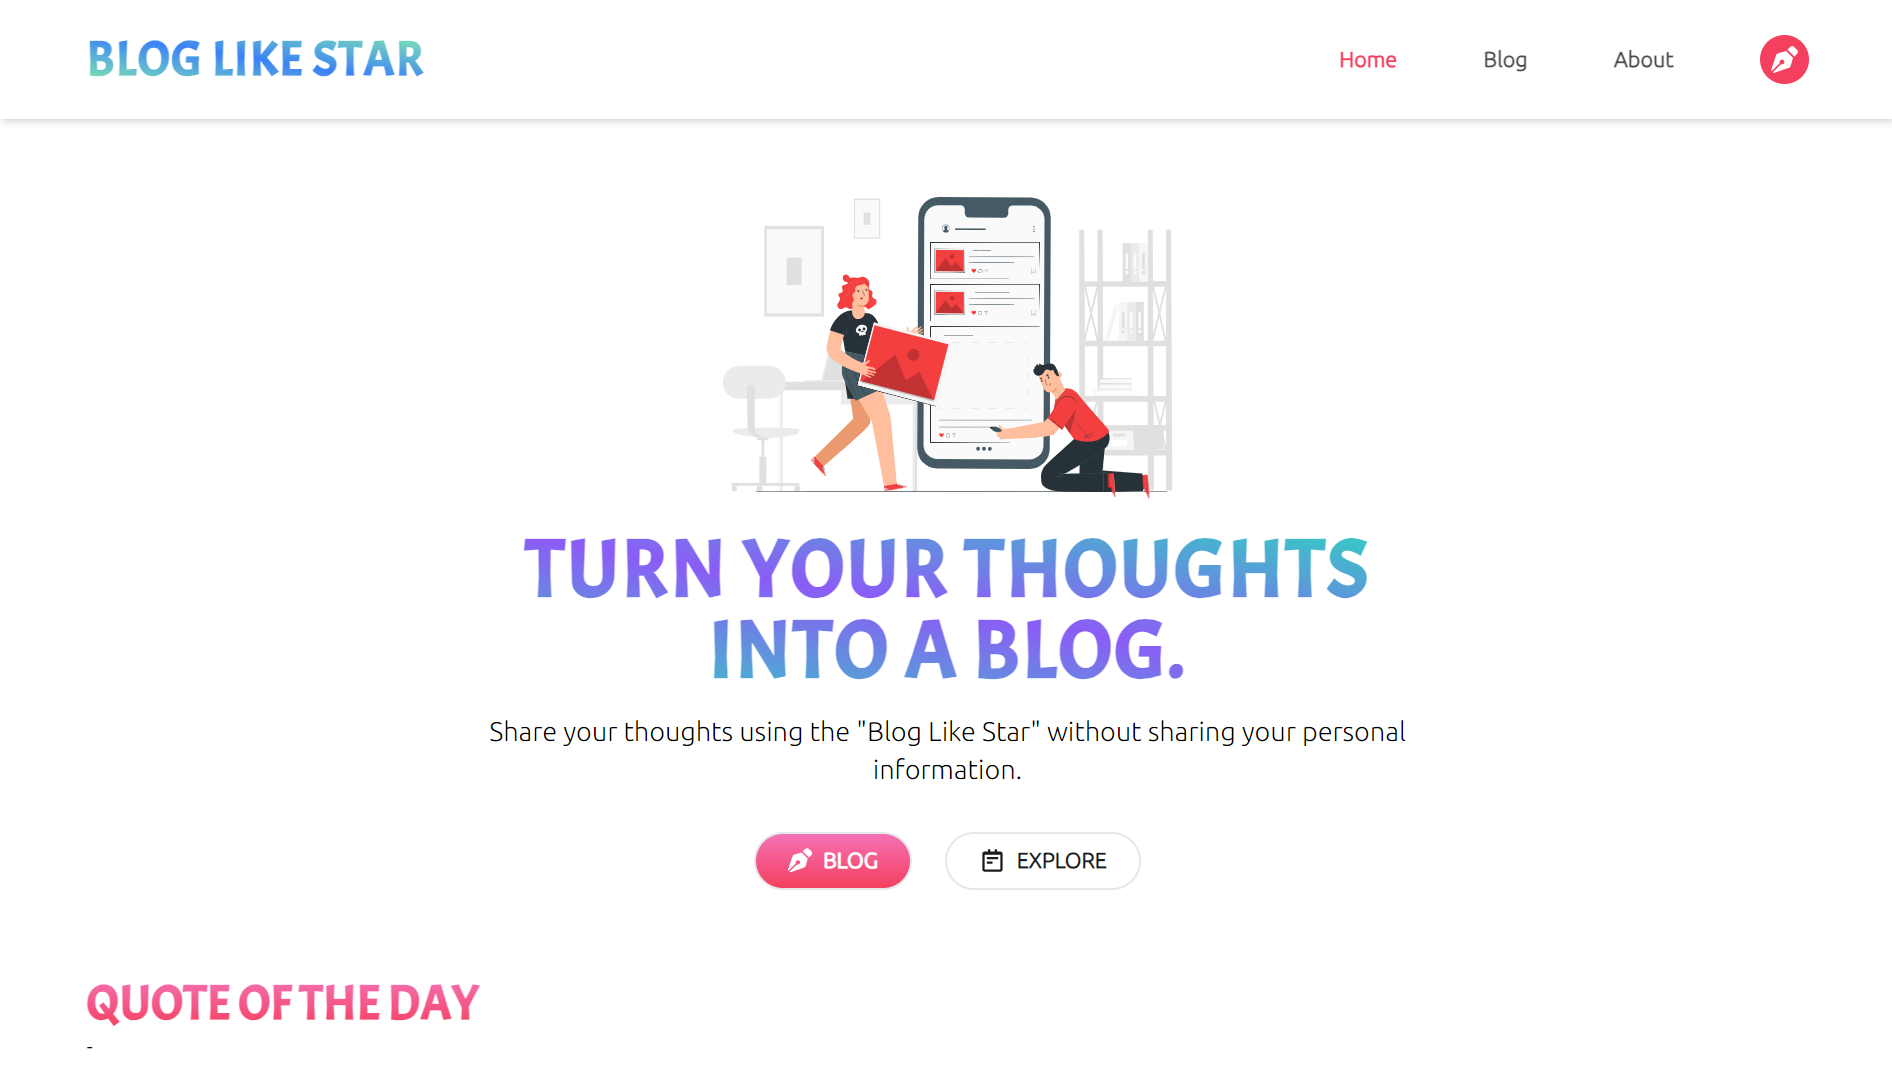 BLOG LIKE STAR
Home
Blog
About
TURN YOUR THOUGHTS
INTO A BLOG.
Share your thoughts using the "Blog Like Star" without sharing your personal
information.
BLOG
EXPLORE
QUOTE OF THE DAY
-